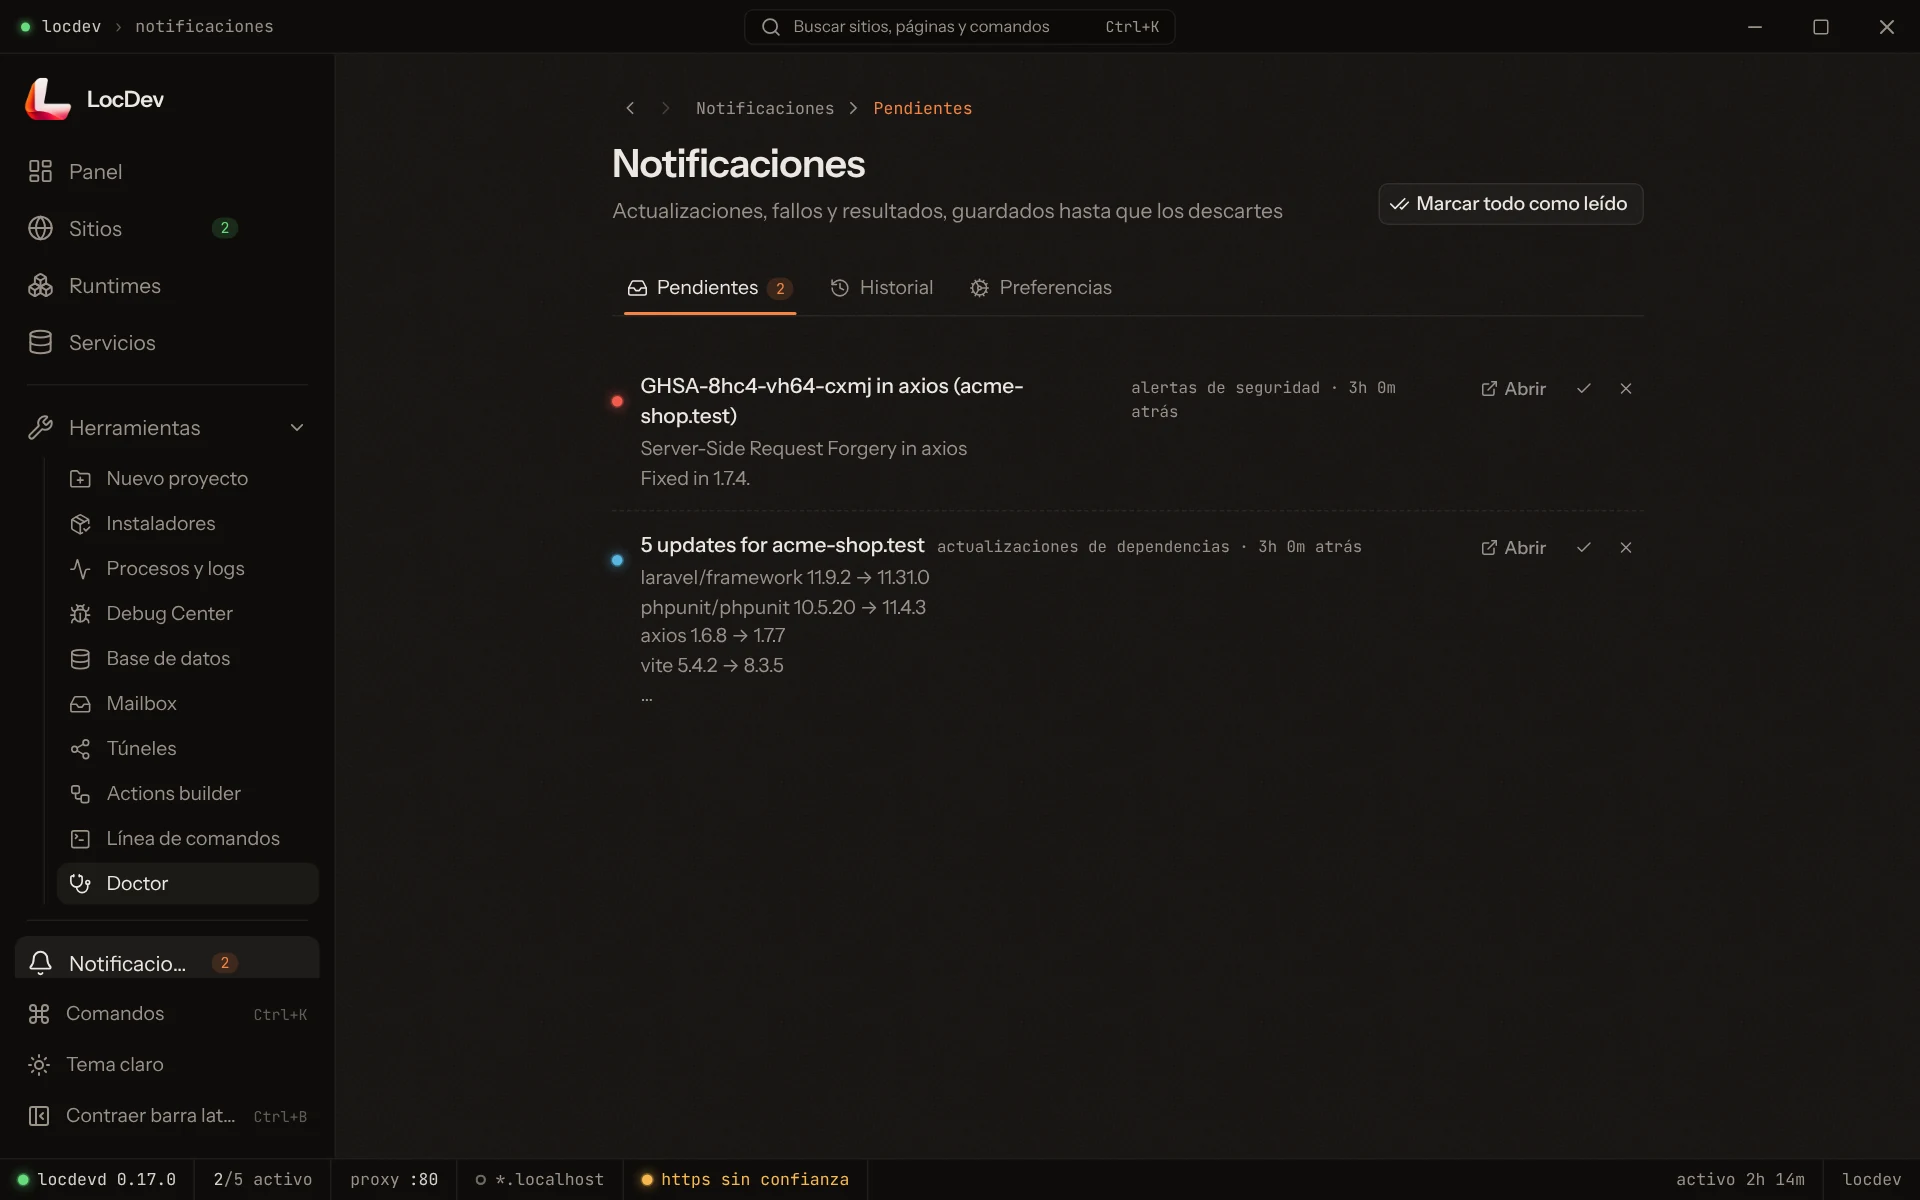 locdev › notificaciones
Buscar sitios, páginas y comandos Ctrl+K
LocDev
Panel
Sitios 2
Runtimes
Servicios
Herramientas
Nuevo proyecto
Instaladores
Procesos y logs
Debug Center
Base de datos
Mailbox
Túneles
Actions builder
Línea de comandos
Doctor
Notificacio... 2
Comandos Ctrl+K
Tema claro
Contraer barra lat... Ctrl+B
Notificaciones > Pendientes
Notificaciones
Actualizaciones, fallos y resultados, guardados hasta que los descartes
Marcar todo como leído
Pendientes 2 Historial Preferencias
GHSA-8hc4-vh64-cxmj in axios (acme-
shop.test)
alertas de seguridad · 3h 0m
atrás
Abrir
Server-Side Request Forgery in axios
Fixed in 1.7.4.
5 updates for acme-shop.test actualizaciones de dependencias · 3h 0m atrás
Abrir
laravel/framework 11.9.2 → 11.31.0
phpunit/phpunit 10.5.20 → 11.4.3
axios 1.6.8 → 1.7.7
vite 5.4.2 → 8.3.5
...
locdevd 0.17.0 2/5 activo proxy :80 *.localhost https sin confianza activo 2h 14m locdev